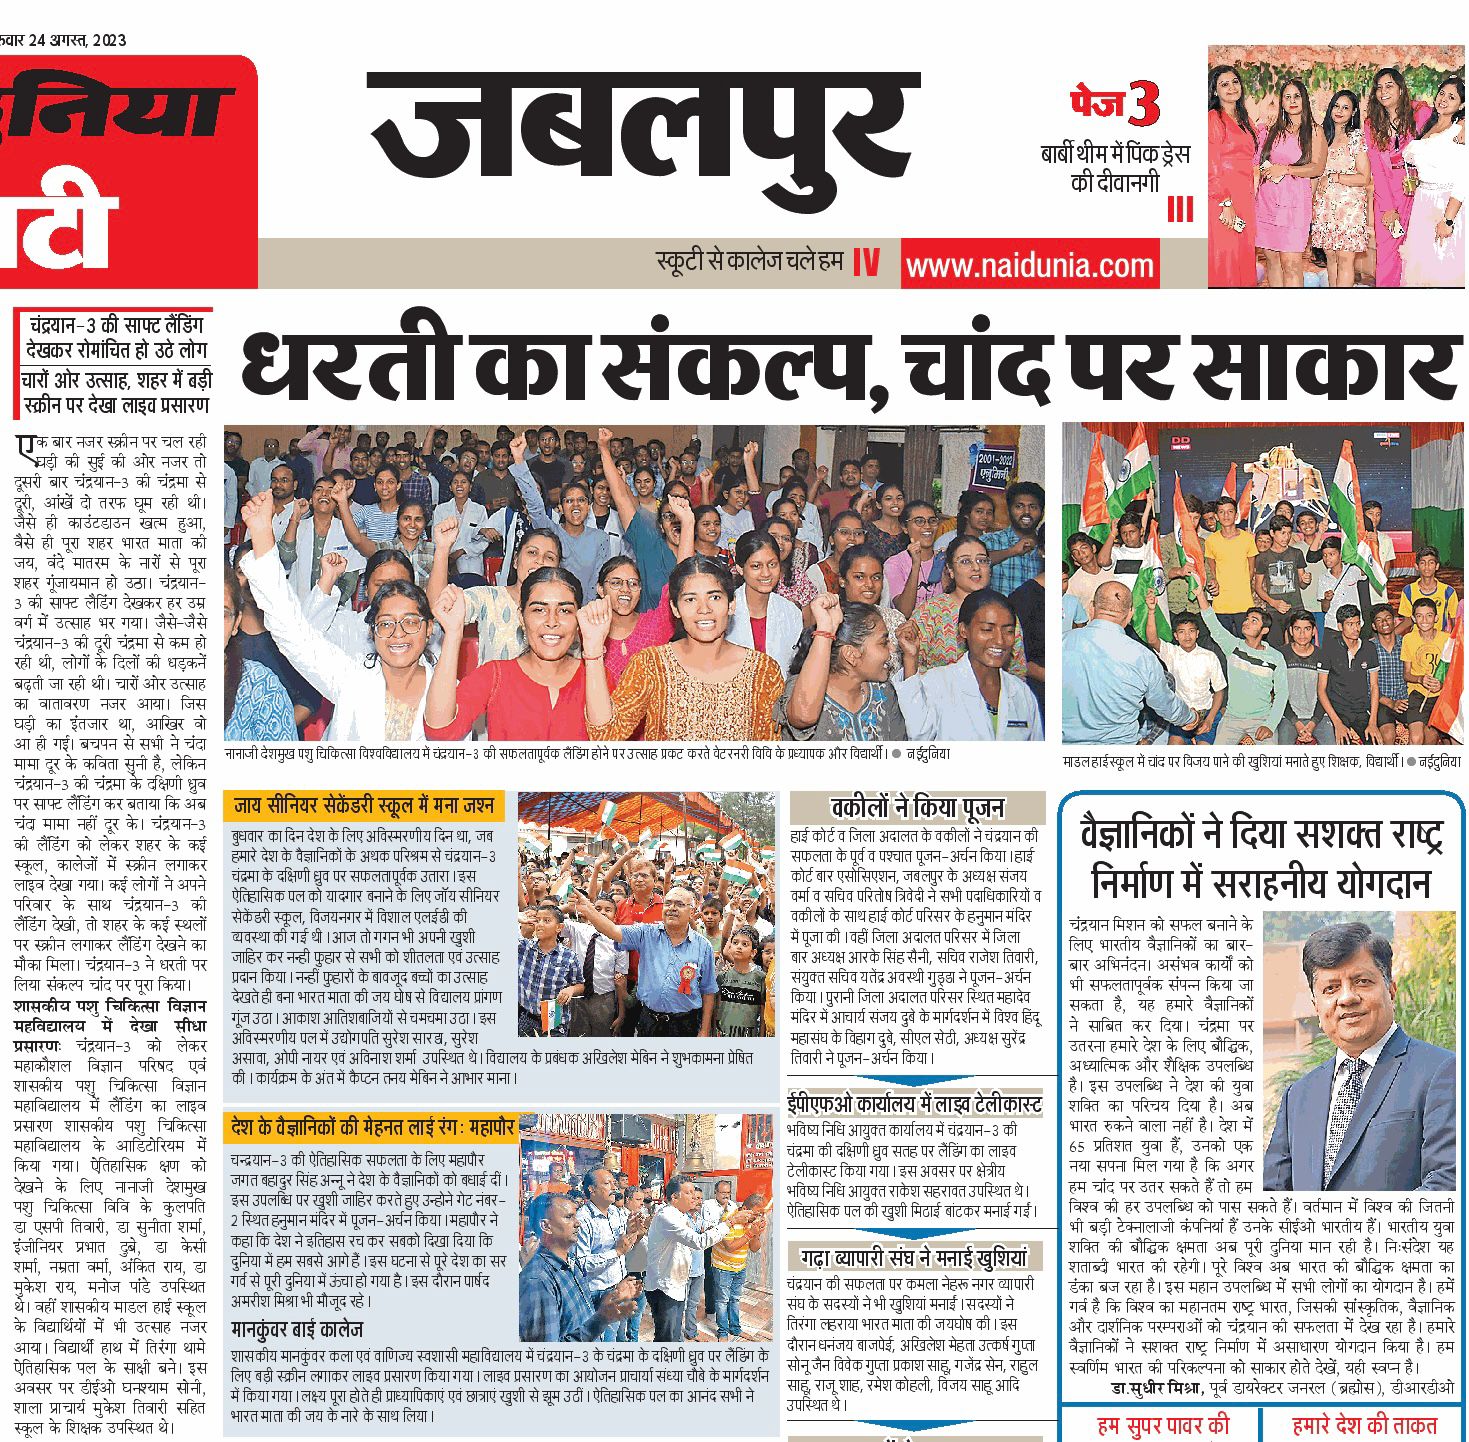 24 अगस्त, 2023
जबलपुर
पेज 3
बार्बी थीम में पिंक ड्रेस
की दीवानगी
III
स्कूटी से कालेज चले हम IV
www.naidunia.com
चंद्रयान-3 की साफ्ट लैंडिंग
देखकर रोमांचित हो उठे लोग
चारों ओर उत्साह, शहर में बड़ी
स्क्रीन पर देखा लाइव प्रसारण
धरती का संकल्प, चांद पर साकार
एक बार नजर स्क्रीन पर चल रही
घड़ी की सुई की ओर नजर तो
दूसरी बार चंद्रयान-3 की चंद्रमा से
दूरी, आंखें दो तरफ घूम रही थी।
जैसे ही काउंटडाउन खत्म हुआ,
वैसे ही पूरा शहर भारत माता की
जय, वंदे मातरम के नारों से पूरा
शहर गूंजायमान हो उठा। चंद्रयान-
3 की साफ्ट लैडिंग देखकर हर उम्र
वर्ग में उत्साह भर गया। जैसे-जैसे
चंद्रयान-3 की दूरी चंद्रमा से कम हो
रही थी, लोगों के दिलों की धड़कनें
बढ़ती जा रही थी। चारों ओर उत्साह
का वातावरण नजर आया। जिस
घड़ी का इंतजार था, आखिर वो
आ ही गई। बचपन से सभी ने चंदा
मामा दूर के कविता सुनी है, लेकिन
चंद्रयान-3 की चंद्रमा के दक्षिणी ध्रुव
पर साफ्ट लैंडिंग कर बताया कि अब
चंदा मामा नहीं दूर के। चंद्रयान-3
की लैंडिंग को लेकर शहर के कई
स्कूल, कालेजों में स्क्रीन लगाकर
लाइव देखा गया। कई लोगों ने अपने
परिवार के साथ चंद्रयान-3 की
लैंडिंग देखी, तो शहर के कई स्थलों
पर स्क्रीन लगाकर लैंडिंग देखने का
मौका मिला। चंद्रयान-3 ने धरती पर
लिया संकल्प चांद पर पूरा किया।
शासकीय पशु चिकित्सा विज्ञान
महाविद्यालय में देखा सीधा
प्रसारणः चंद्रयान-3 को लेकर
महाकौशल विज्ञान परिषद एवं
शासकीय पशु चिकित्सा विज्ञान
महाविद्यालय में लैंडिंग का लाइव
प्रसारण शासकीय पशु चिकित्सा
महाविद्यालय के आडिटोरियम में
किया गया। ऐतिहासिक क्षण को
देखने के लिए नानाजी देशमुख
पशु चिकित्सा विवि के कुलपति
डा एसपी तिवारी, डा सुनीता शर्मा,
इंजीनियर प्रभात दुबे, डा केसी
शर्मा, नम्रता वर्मा, अंकित राय, डा
मुकेश राय, मनोज पांडे उपस्थित
थे। वहीं शासकीय माडल हाई स्कूल
के विद्यार्थियों में भी उत्साह नजर
आया। विद्यार्थी हाथ में तिरंगा थामे
ऐतिहासिक पल के साक्षी बने। इस
अवसर पर डीईओ घनश्याम सोनी,
शाला प्राचार्य मुकेश तिवारी सहित
स्कूल के शिक्षक उपस्थित थे।
नानाजी देशमुख पशु चिकित्सा विश्वविद्यालय में चंद्रयान-3 की सफलतापूर्वक लैंडिंग होने पर उत्साह प्रकट करते वेटरनरी विवि के प्रध्यापक और विद्यार्थी। ● नईदुनिया
माडल हाईस्कूल में चांद पर विजय पाने की खुशियां मनाते हुए शिक्षक, विद्यार्थी। ● नईदुनिया
जाय सीनियर सेकेंडरी स्कूल में मना जश्न
बुधवार का दिन देश के लिए अविस्मरणीय दिन था, जब
हमारे देश के वैज्ञानिकों के अथक परिश्रम से चंद्रयान-3
चंद्रमा के दक्षिणी ध्रुव पर सफलतापूर्वक उतारा। इस
ऐतिहासिक पल को यादगार बनाने के लिए जॉय सीनियर
सेकेंडरी स्कूल, विजयनगर में विशाल एलईडी की
व्यवस्था की गई थी। आज तो गगन भी अपनी खुशी
जाहिर कर नन्ही फुहार से सभी को शीतलता एवं उत्साह
प्रदान किया। नन्हीं फुहारों के बावजूद बच्चों का उत्साह
देखते ही बना भारत माता की जय घोष से विद्यालय प्रांगण
गूंज उठा। आकाश आतिशबाजियों से चमचमा उठा। इस
अविस्मरणीय पल में उद्योगपति सुरेश सारडा, सुरेश
असावा, ओपी नायर एवं अविनाश शर्मा उपस्थित थे। विद्यालय के प्रबंधक अखिलेश मेबिन ने शुभकामना प्रेषित
की। कार्यक्रम के अंत में कैप्टन तनय मेबिन ने आभार माना।
देश के वैज्ञानिकों की मेहनत लाई रंग: महापौर
चन्द्रयान-3 की ऐतिहासिक सफलता के लिए महापौर
जगत बहादुर सिंह अन्नू ने देश के वैज्ञानिकों को बधाई दीं।
इस उपलब्धि पर खुशी जाहिर करते हुए उन्होने गेट नंबर-
2 स्थित हनुमान मंदिर में पूजन-अर्चन किया। महापौर ने
कहा कि देश ने इतिहास रच कर सबको दिखा दिया कि
दुनिया में हम सबसे आगे हैं। इस घटना से पूरे देश का सर
गर्व से पूरी दुनिया में ऊंचा हो गया है। इस दौरान पार्षद
अमरीश मिश्रा भी मौजूद रहे।
मानकुंवर बाई कालेज
शासकीय मानकुंवर कला एवं वाणिज्य स्वशासी महाविद्यालय में चंद्रयान-3 के चंद्रमा के दक्षिणी ध्रुव पर लैंडिंग के
लिए बढ़ी स्क्रीन लगाकर लाइव प्रसारण किया गया। लाइव प्रसारण का आयोजन प्राचार्या संध्या चौबे के मार्गदर्शन
में किया गया। लक्ष्य पूरा होते ही प्राध्यापिकाएं एवं छात्राएं खुशी से झूम उठीं। ऐतिहासिक पल का आनंद सभी ने
भारत माता की जय के नारे के साथ लिया।
वकीलों ने किया पूजन
हाई कोर्ट व जिला अदालत के वकीलों ने चंद्रयान की
सफलता के पूर्व व पश्चात पूजन-अर्चन किया। हाई
कोर्ट बार एसोसिएशन, जबलपुर के अध्यक्ष संजय
वर्मा व सचिव परितोष त्रिवेदी ने सभी पदाधिकारियों व
वकीलों के साथ हाई कोर्ट परिसर के हनुमान मंदिर
में पूजा की। वहीं जिला अदालत परिसर में जिला
बार अध्यक्ष आरके सिंह सैनी, सचिव राजेश तिवारी,
संयुक्त सचिव यतेंद्र अवस्थी गुड्डा ने पूजन-अर्चन
किया। पुरानी जिला अदालत परिसर स्थित महादेव
मंदिर में आचार्य संजय दुबे के मार्गदर्शन में विश्व हिंदू
महासंघ के विहाग दुबे, सीएल सेठी, अध्यक्ष सुरेंद्र
तिवारी ने पूजन-अर्चन किया।
ईपीएफओ कार्यालय में लाइव टेलीकास्ट
भविष्य निधि आयुक्त कार्यालय में चंद्रयान-3 की
चंद्रमा की दक्षिणी ध्रुव सतह पर लैंडिंग का लाइव
टेलीकास्ट किया गया। इस अवसर पर क्षेत्रीय
भविष्य निधि आयुक्त राकेश सहरावत उपस्थित थे।
ऐतिहासिक पल की खुशी मिठाई बांटकर मनाई गई।
गढ़ा व्यापारी संघ ने मनाई खुशियां
चंद्रयान की सफलता पर कमला नेहरू नगर व्यापारी
संघ के सदस्यों ने भी खुशियां मनाई। सदस्यों ने
तिरंगा लहराया भारत माता की जयघोष की। इस
दौरान धनंजय बाजपेई, अखिलेश मेहता उत्कर्ष गुप्ता
सोनू जैन विवेक गुप्ता प्रकाश साहू, गजेंद्र सेन, राहुल
साहू, राजू शाह, रमेश कोहली, विजय साहू आदि
उपस्थित थे।
वैज्ञानिकों ने दिया सशक्त राष्ट्र
निर्माण में सराहनीय योगदान
चंद्रयान मिशन को सफल बनाने के
लिए भारतीय वैज्ञानिकों का बार-
बार अभिनंदन। असंभव कार्यों को
भी सफलतापूर्वक संपन्न किया जा
सकता है, यह हमारे वैज्ञानिकों
ने साबित कर दिया। चंद्रमा पर
उतरना हमारे देश के लिए बौद्धिक,
अध्यात्मिक और शैक्षिक उपलब्धि
है। इस उपलब्धि ने देश की युवा
शक्ति का परिचय दिया है। अब
भारत रुकने वाला नहीं है। देश में
65 प्रतिशत युवा हैं, उनको एक
नया सपना मिल गया है कि अगर
हम चांद पर उतर सकते हैं तो हम
विश्व की हर उपलब्धि को पास सकते हैं। वर्तमान में विश्व की जितनी
भी बड़ी टेक्नालाजी कंपनियां हैं उनके सीईओ भारतीय हैं। भारतीय युवा
शक्ति की बौद्धिक क्षमता अब पूरी दुनिया मान रही है। निःसंदेश यह
शताब्दी भारत की रहेगी। पूरे विश्व अब भारत की बौद्धिक क्षमता का
डंका बज रहा है। इस महान उपलब्धि में सभी लोगों का योगदान है। हमें
गर्व है कि विश्व का महानतम राष्ट्र भारत, जिसकी सांस्कृतिक, वैज्ञानिक
और दार्शनिक परम्पराओं को चंद्रयान की सफलता में देख रहा है। हमारे
वैज्ञानिकों ने सशक्त राष्ट्र निर्माण में असाधारण योगदान किया है। हम
स्वर्णिम भारत की परिकल्पना को साकार होते देखें, यही स्वप्न है।
डा.सुधीर मिश्रा, पूर्व डायरेक्टर जनरल (ब्रह्मोस), डीआरडीओ
हम सुपर पावर की
हमारे देश की ताकत